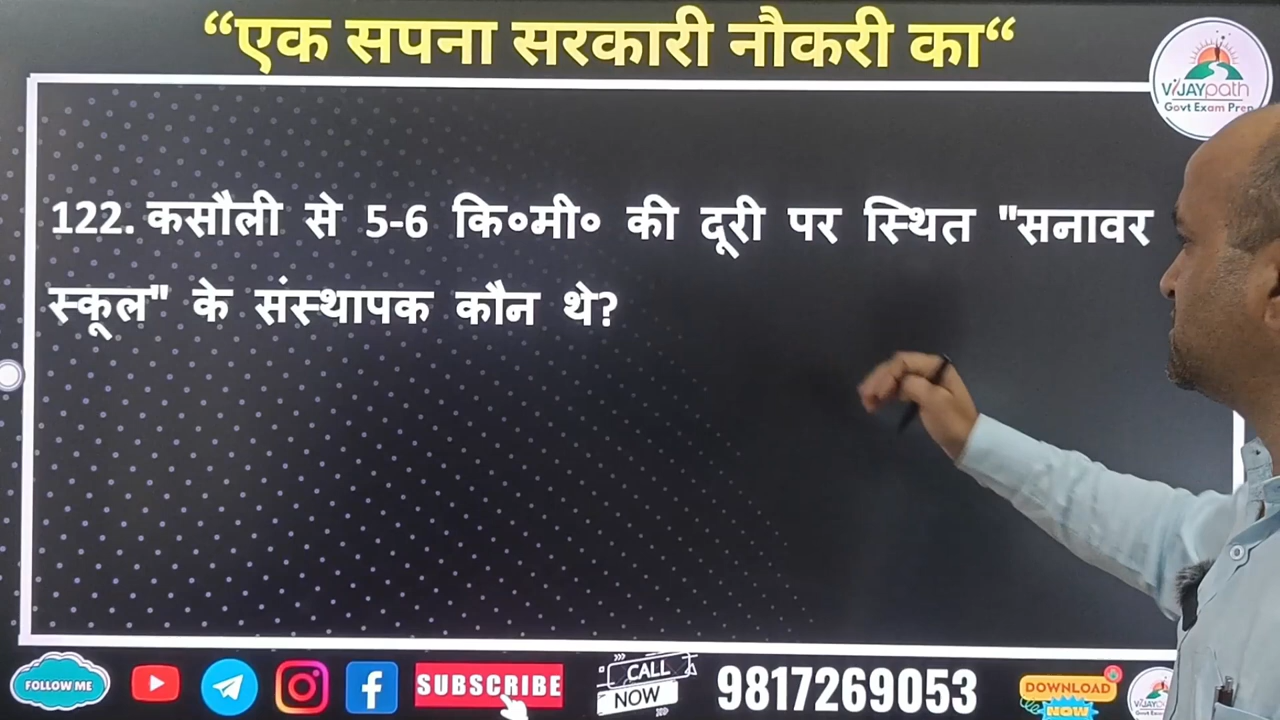 “एक सपना सरकारी नौकरी का“
VIJAYpath
Govt Exam Prep
122. कसौली से 5-6 कि॰मी॰ की दूरी पर स्थित "सनावर
स्कूल" के संस्थापक कौन थे?
FOLLOW ME
SUBSCRIBE
CALL
NOW
9817269053
DOWNLOAD
NOW
VIJAYpath